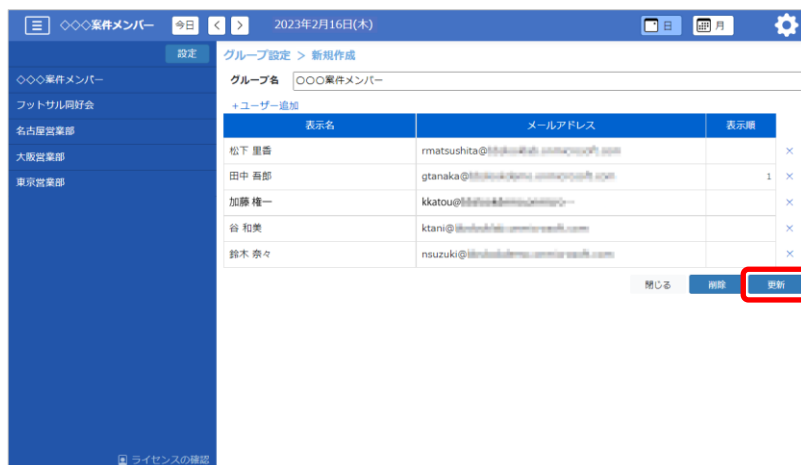 ◇◇◇案件メンバー 今日 < > 2023年2月16日(木) 日 月
設定
◇◇◇案件メンバー
フットサル同好会
名古屋営業部
大阪営業部
東京営業部
ライセンスの確認
グループ設定 > 新規作成
グループ名 〇〇〇案件メンバー
+ユーザー追加
表示名 メールアドレス 表示順
松下 里香 rmatsushita@ ×
田中 吾郎 gtanaka@ 1 ×
加藤 権一 kkatou@
谷 和美 ktani@ ×
鈴木 奈々 nsuzuki@ ×
閉じる 削除 更新